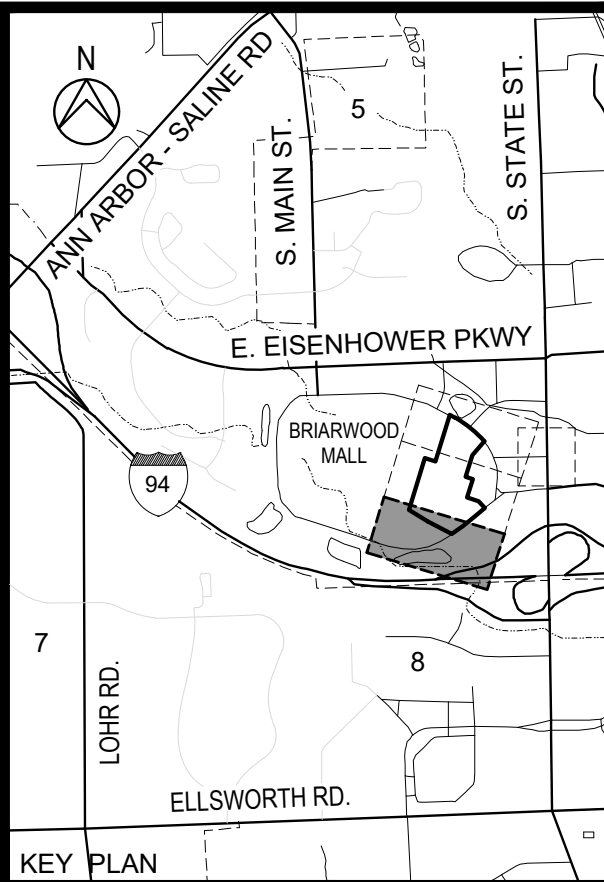 N
ANN ARBOR - SALINE RD
5
S. MAIN ST.
S. STATE ST.
E. EISENHOWER PKWY
BRIARWOOD
MALL
94
7
LOHR RD.
8
ELLSWORTH RD.
KEY PLAN